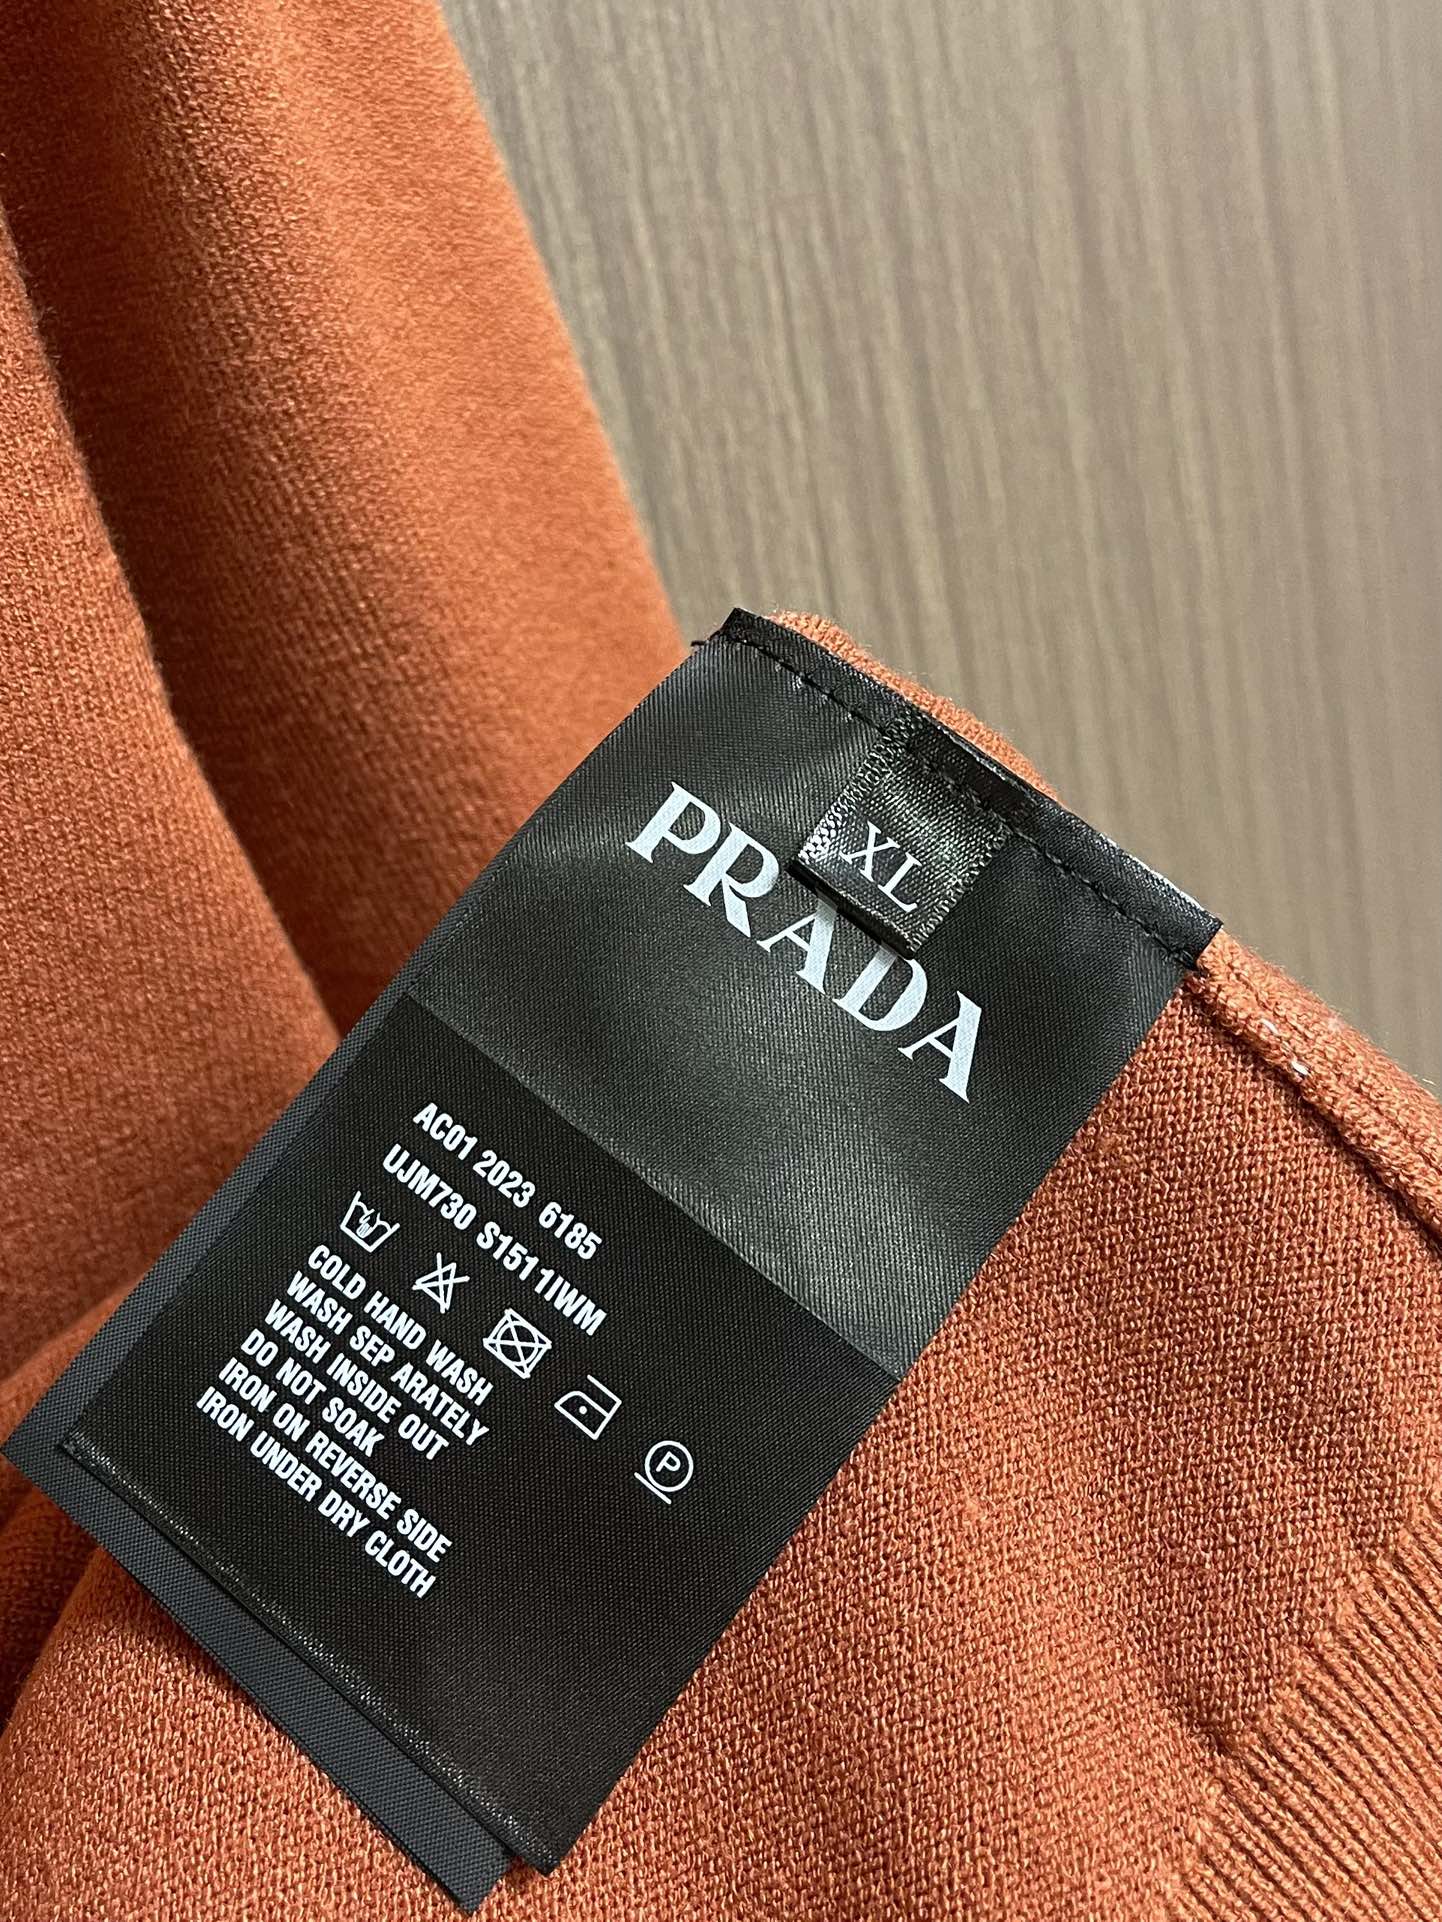 XL
PRADA
AC01 2023 6185
UJM730 S1511IWM
P
COLD HAND WASH
WASH SEP ARATELY
WASH INSIDE OUT
DO NOT SOAK
IRON ON REVERSE SIDE
IRON UNDER DRY CLOTH